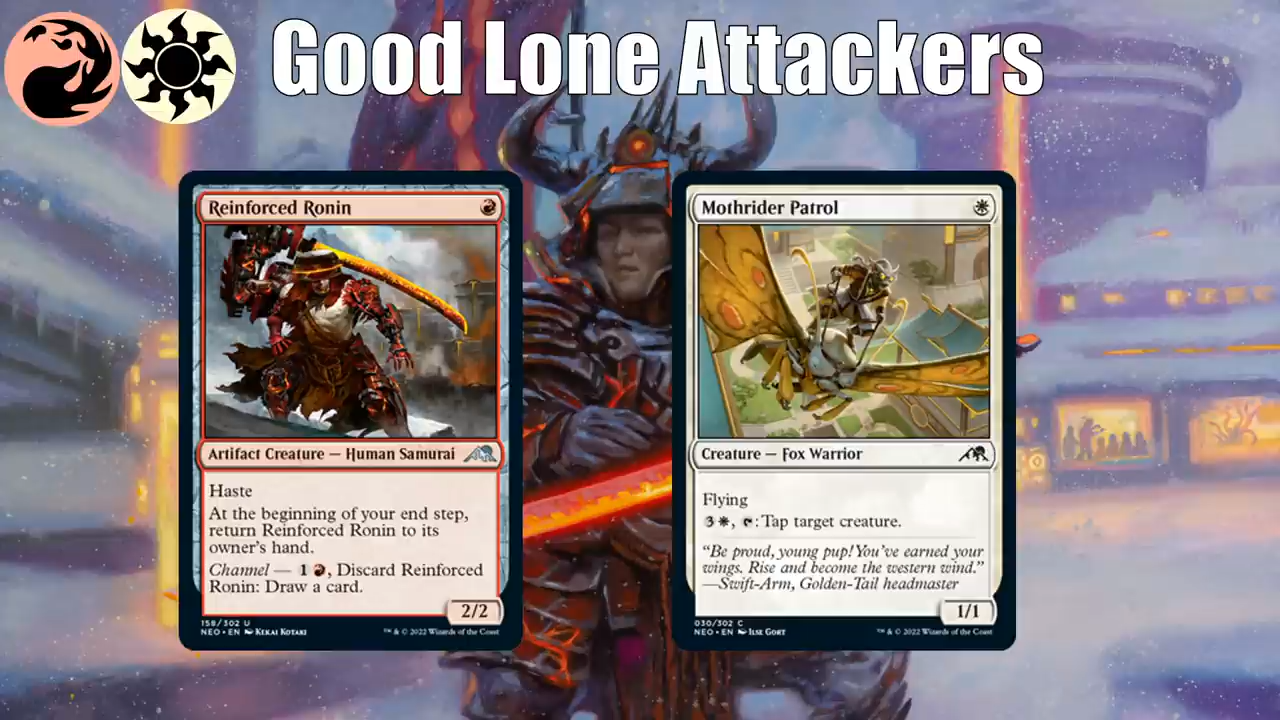 Good Lone Attackers
Reinforced Ronin
Artifact Creature — Human Samurai
Haste
At the beginning of your end step,
return Reinforced Ronin to its
owner's hand.
Channel — 1 , Discard Reinforced
Ronin: Draw a card.
2/2
158/302 U
NEO • EN Kekai Kotaki
™ & © 2022 Wizards of the Coast
Mothrider Patrol
Creature — Fox Warrior
Flying
3 , : Tap target creature.
“Be proud, young pup! You’ve earned your
wings. Rise and become the western wind.”
—Swift-Arm, Golden-Tail headmaster
1/1
030/302 C
NEO • EN Ilse Gort
™ & © 2022 Wizards of the Coast